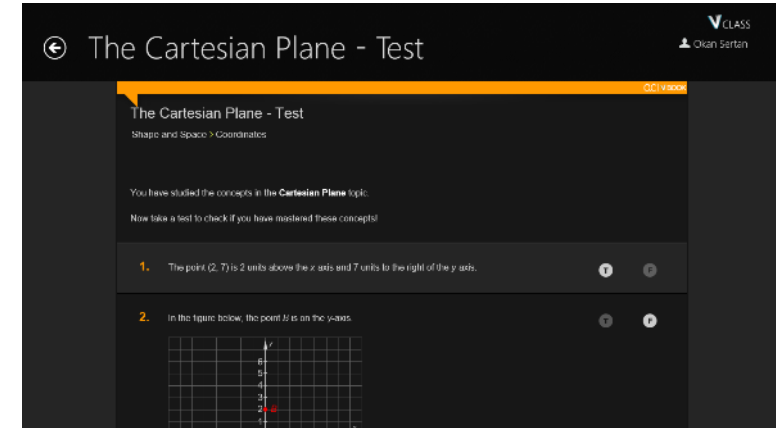 VCLASS
The Cartesian Plane - Test
Okan Sertan
The Cartesian Plane - Test
Shape and Space > Coordinates
You have studied the concepts in the Cartesian Plane topic.
Now take a test to check if you have mastered these concepts!
1. The point (2, 7) is 2 units above the x axis and 7 units to the right of the y axis. T F
2. In the figure below, the point B is on the y-axis. T F
y
6
5
4
3
2 B
1